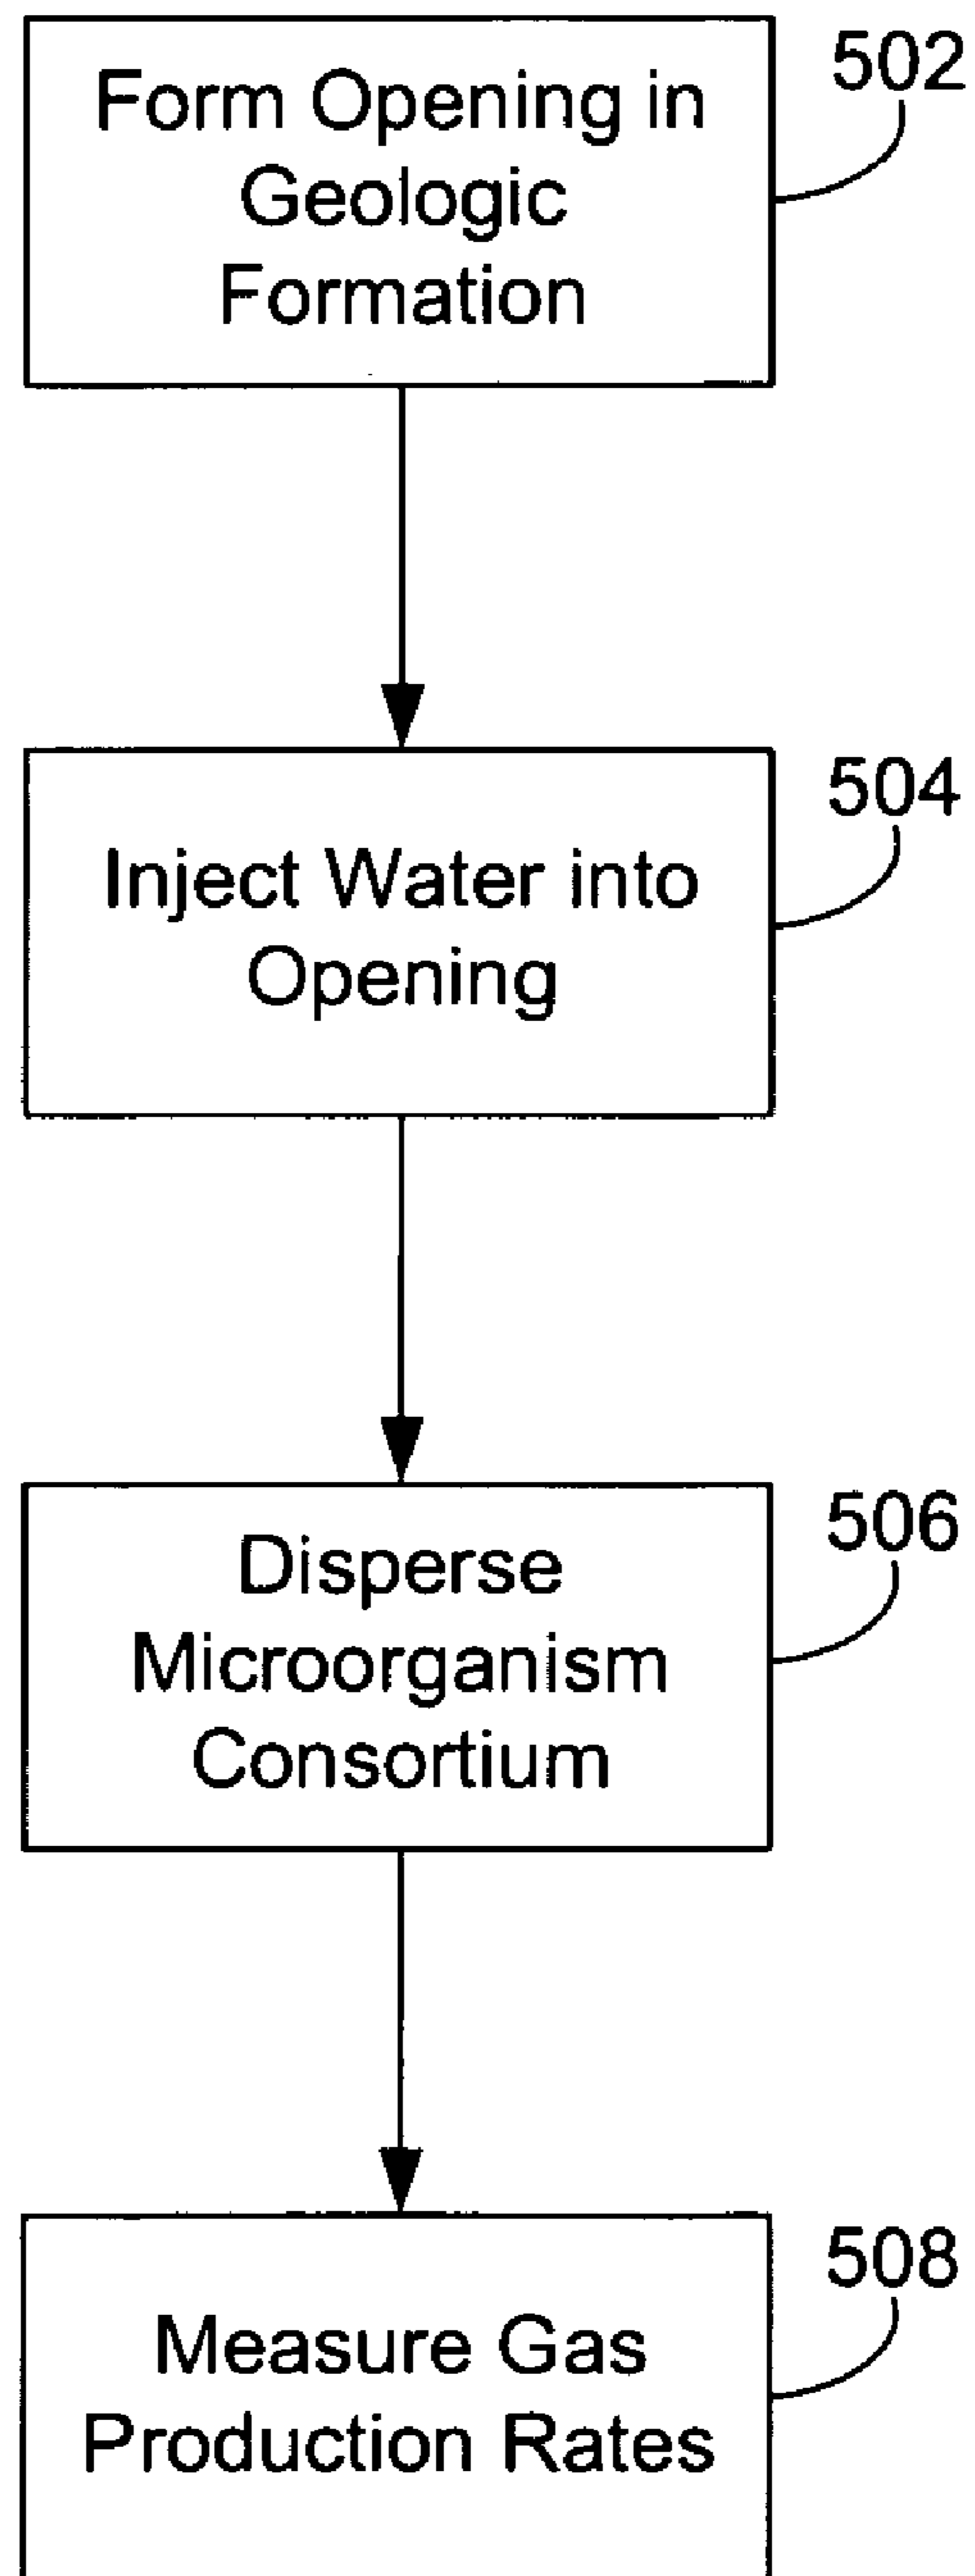 Form Opening in
Geologic
Formation
502
Inject Water into
Opening
504
Disperse
Microorganism
Consortium
506
Measure Gas
Production Rates
508